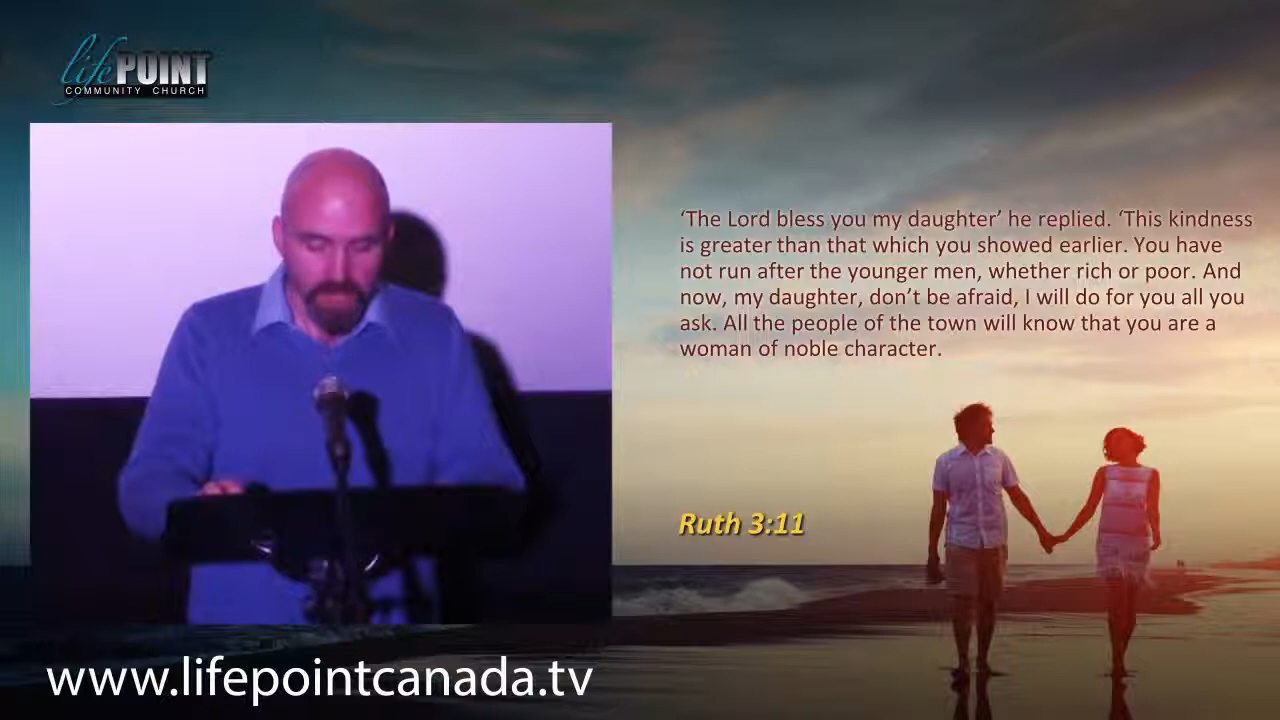 life POINT
COMMUNITY CHURCH
‘The Lord bless you my daughter’ he replied. ‘This kindness
is greater than that which you showed earlier. You have
not run after the younger men, whether rich or poor. And
now, my daughter, don’t be afraid, I will do for you all you
ask. All the people of the town will know that you are a
woman of noble character.
Ruth 3:11
www.lifepointcanada.tv